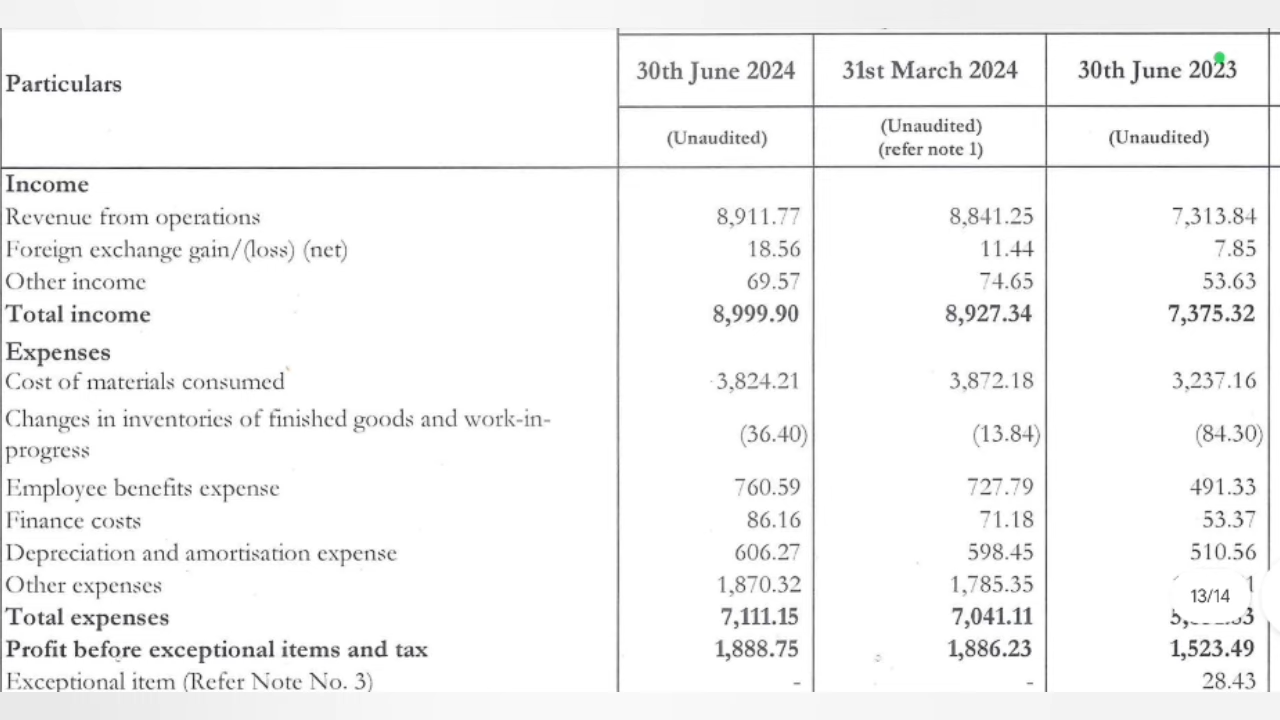 Particulars
30th June 2024 31st March 2024 30th June 2023
(Unaudited) (Unaudited) (refer note 1) (Unaudited)
Income
Revenue from operations 8,911.77 8,841.25 7,313.84
Foreign exchange gain/(loss) (net) 18.56 11.44 7.85
Other income 69.57 74.65 53.63
Total income 8,999.90 8,927.34 7,375.32
Expenses
Cost of materials consumed 3,824.21 3,872.18 3,237.16
Changes in inventories of finished goods and work-in-
progress (36.40) (13.84) (84.30)
Employee benefits expense 760.59 727.79 491.33
Finance costs 86.16 71.18 53.37
Depreciation and amortisation expense 606.27 598.45 510.56
Other expenses 1,870.32 1,785.35
13/14
Total expenses 7,111.15 7,041.11
Profit before exceptional items and tax 1,888.75 1,886.23 1,523.49
Exceptional item (Refer Note No. 3) - - 28.43